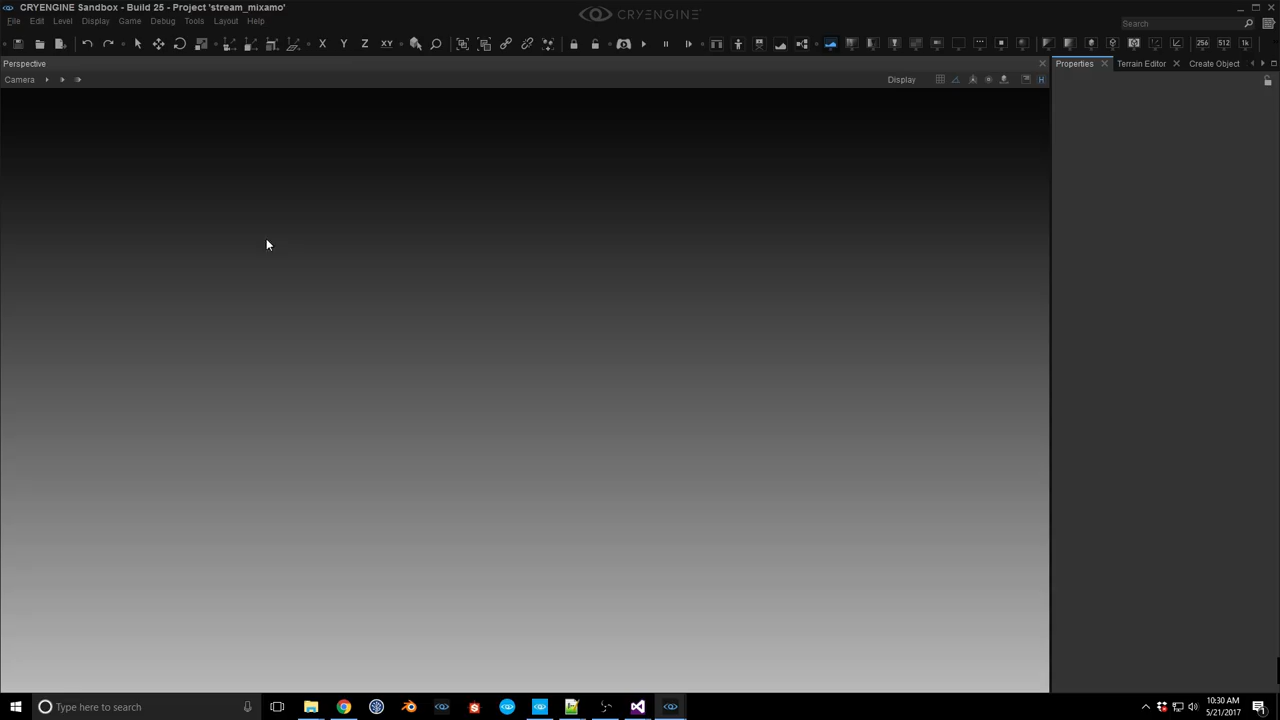 CRYENGINE Sandbox - Build 25 - Project 'stream_mixamo'
CRYENGINE
File Edit Level Display Game Debug Tools Layout Help
Search
X Y Z XY
256 512 1k
Perspective
Properties Terrain Editor Create Object
Camera
Display
H
Type here to search
10:30 AM
5/21/2017